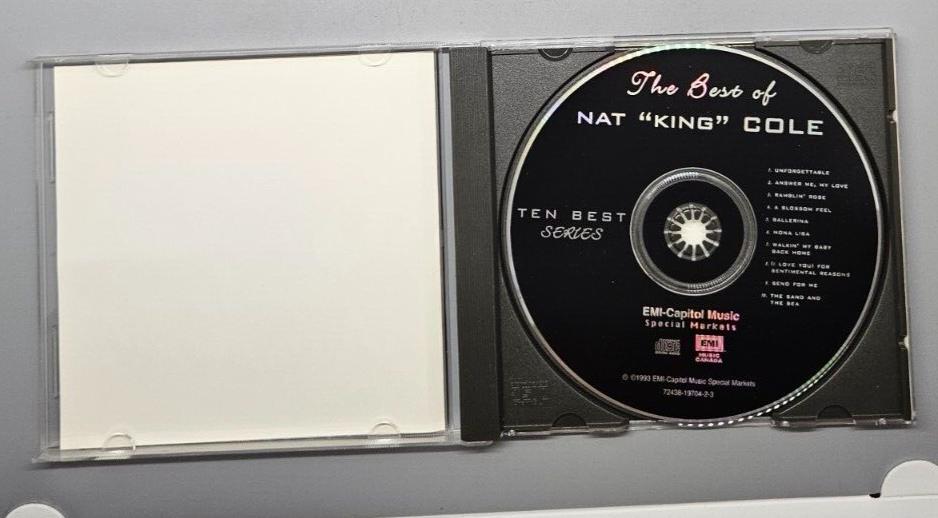 The Best of
NAT “KING” COLE
TEN BEST
SERIES
1. UNFORGETTABLE
2. ANSWER ME, MY LOVE
3. RAMBLIN' ROSE
4. A BLOSSOM FELL
5. BALLERINA
6. MONA LISA
7. WALKIN' MY BABY
BACK HOME
8. (I LOVE YOU) FOR
SENTIMENTAL REASONS
9. SEND FOR ME
10. THE SAND AND
THE SEA
EMI-Capitol Music
Special Markets
EMI
MUSIC
CANADA
℗ ©1993 EMI-Capitol Music Special Markets
72438-19704-2-3